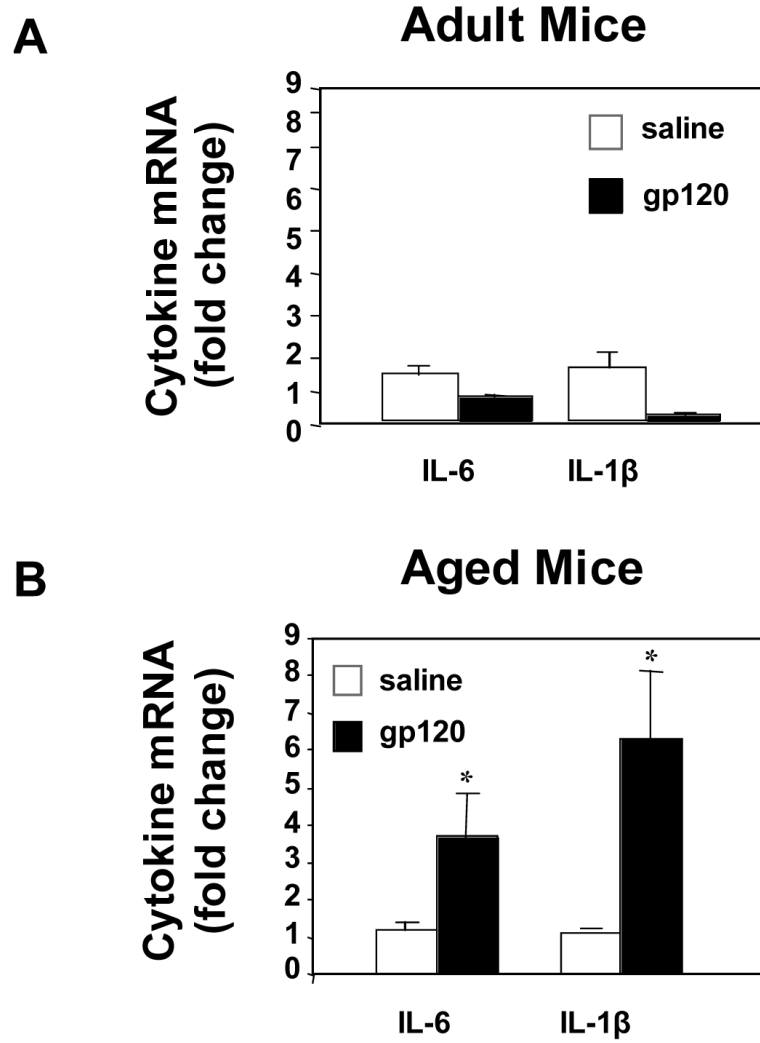 A
Adult Mice
Cytokine mRNA
(fold change)
9
8
7
6
5
4
3
2
1
0
saline
gp120
IL-6
IL-1β
B
Aged Mice
Cytokine mRNA
(fold change)
9
8
7
6
5
4
3
2
1
0
saline
gp120
*
*
IL-6
IL-1β